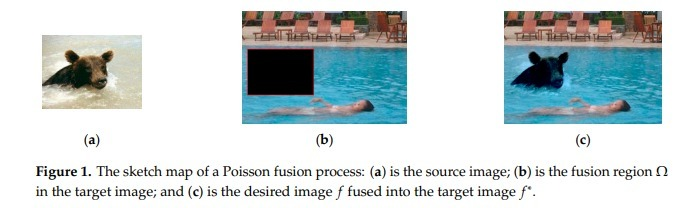 (a)
(b)
(c)
Figure 1. The sketch map of a Poisson fusion process: (a) is the source image; (b) is the fusion region Ω
in the target image; and (c) is the desired image f fused into the target image f*.